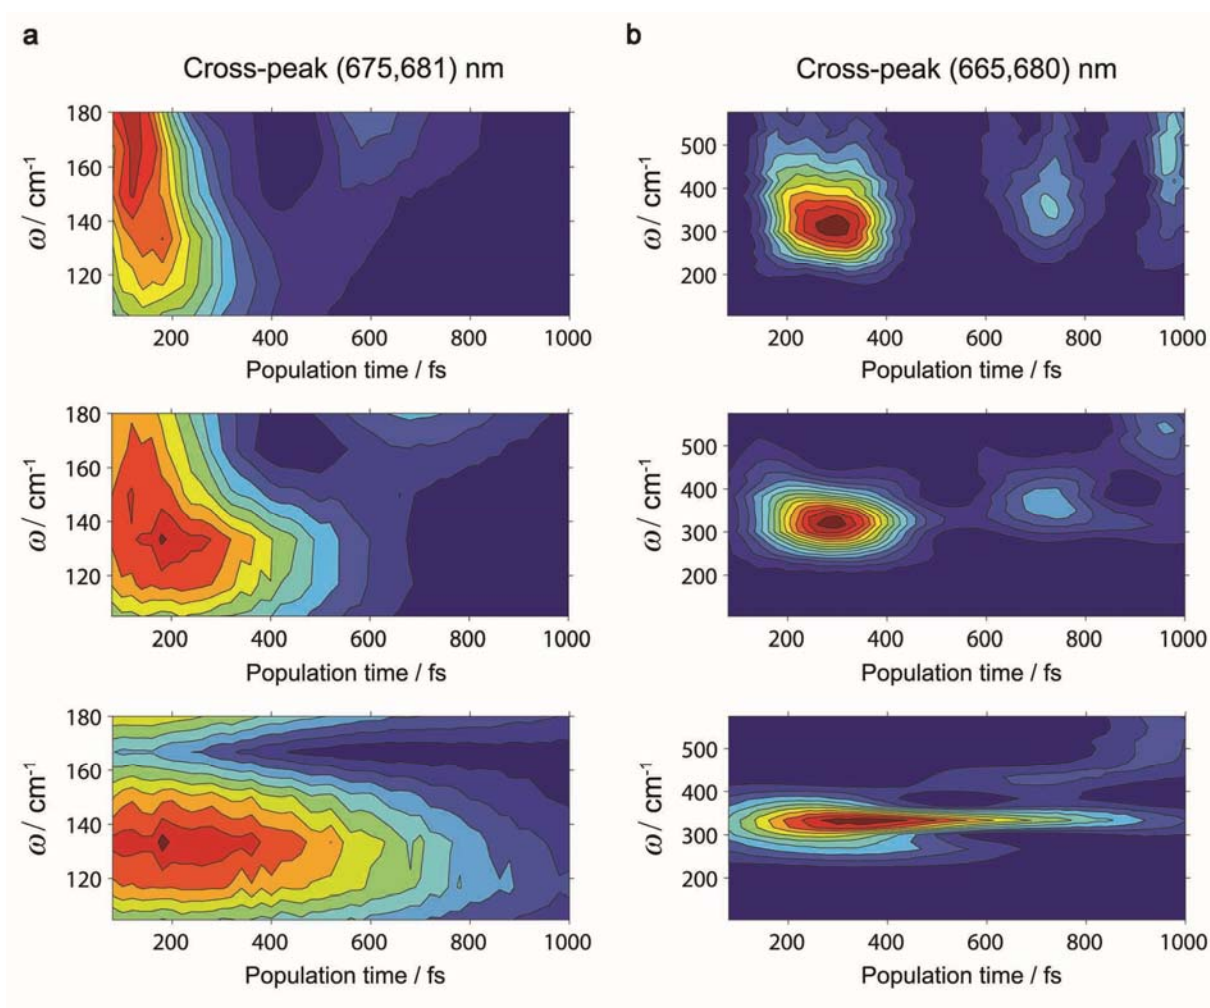 a
Cross-peak (675,681) nm
180
160
140
120
ω / cm⁻¹
200 400 600 800 1000
Population time / fs
180
160
140
120
ω / cm⁻¹
200 400 600 800 1000
Population time / fs
180
160
140
120
ω / cm⁻¹
200 400 600 800 1000
Population time / fs
b
Cross-peak (665,680) nm
500
400
300
200
ω / cm⁻¹
200 400 600 800 1000
Population time / fs
500
400
300
200
ω / cm⁻¹
200 400 600 800 1000
Population time / fs
500
400
300
200
ω / cm⁻¹
200 400 600 800 1000
Population time / fs